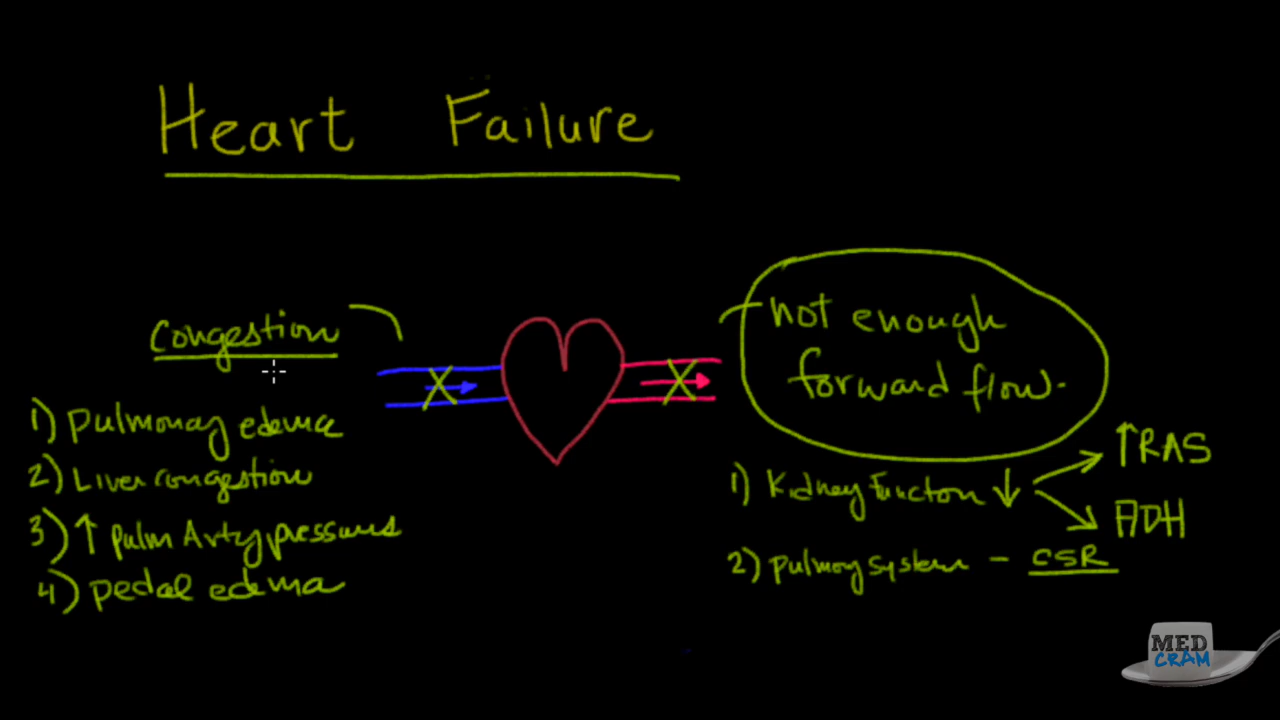 Heart Failure
Congestion
1) pulmonary edema
2) Liver congestion
3) ↑ pulm Artery pressures
4) pedal edema
not enough
forward flow.
1) Kidney Function ↓
↑RAS
ADH
2) pulmony system - CSR
MED
CRAM